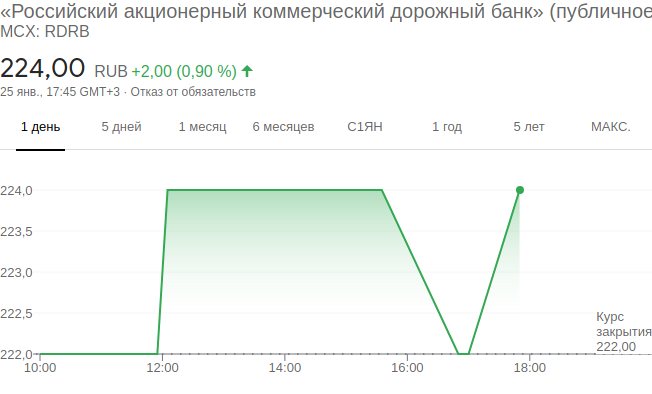 «Российский акционерный коммерческий дорожный банк» (публичное
MCX: RDRB
224,00 RUB +2,00 (0,90 %)
25 янв., 17:45 GMT+3 · Отказ от обязательств
1 день 5 дней 1 месяц 6 месяцев С1ЯН 1 год 5 лет МАКС.
224,0
223,5
223,0
222,5
Курс
закрытия
222,00
222,0
10:00 12:00 14:00 16:00 18:00